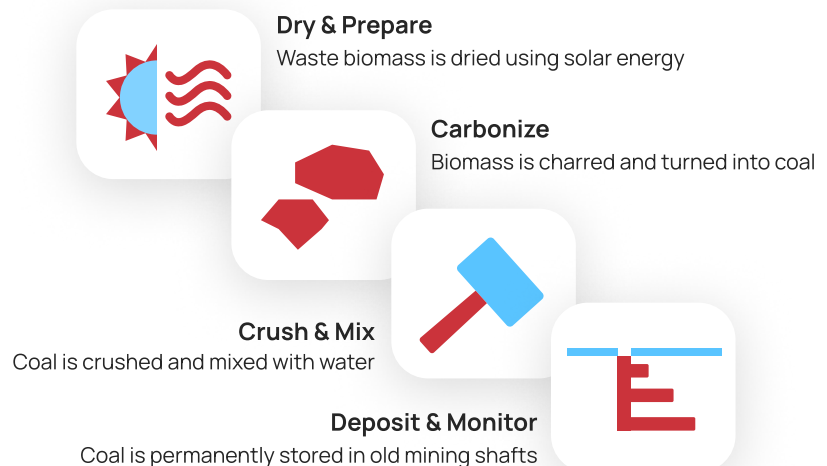 Dry & Prepare
Waste biomass is dried using solar energy
Carbonize
Biomass is charred and turned into coal
Crush & Mix
Coal is crushed and mixed with water
Deposit & Monitor
Coal is permanently stored in old mining shafts